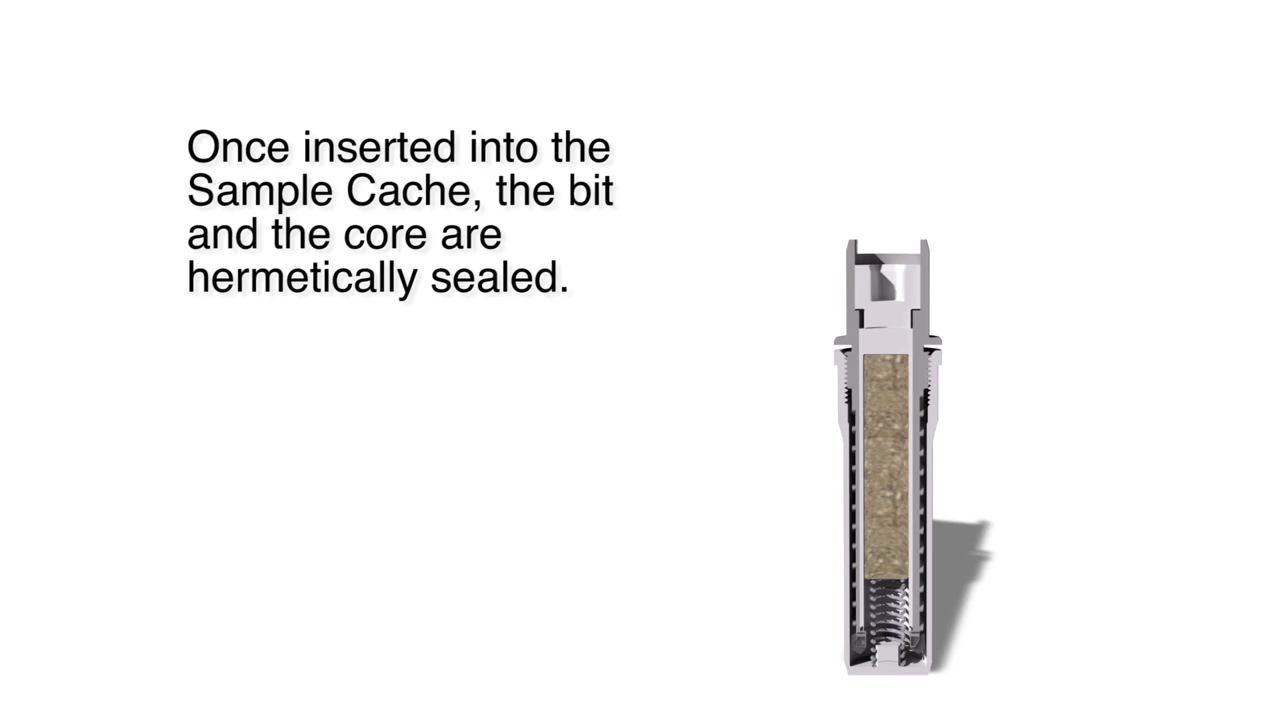 Once inserted into the
Sample Cache, the bit
and the core are
hermetically sealed.